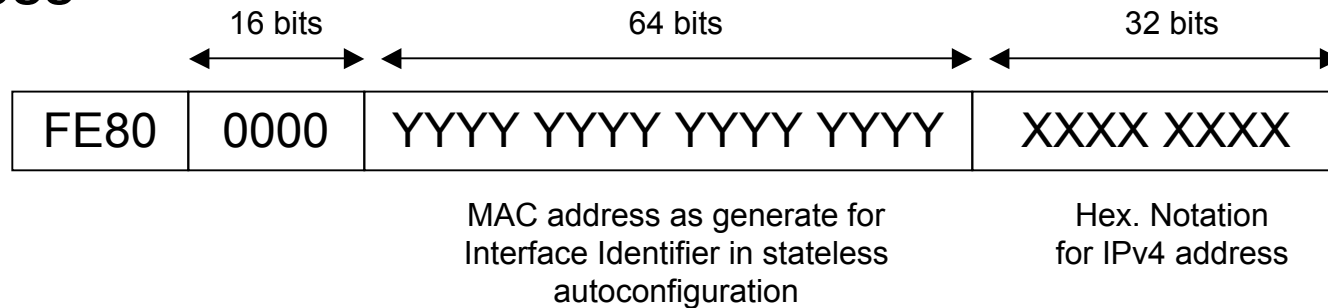 16 bits 64 bits 32 bits
FE80 0000 YYYY YYYY YYYY YYYY XXXX XXXX
MAC address as generate for
Interface Identifier in stateless
autoconfiguration
Hex. Notation
for IPv4 address